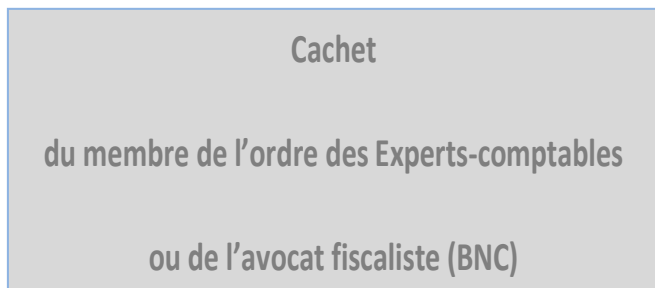 Cachet
du membre de l’ordre des Experts-comptables
ou de l’avocat fiscaliste (BNC)